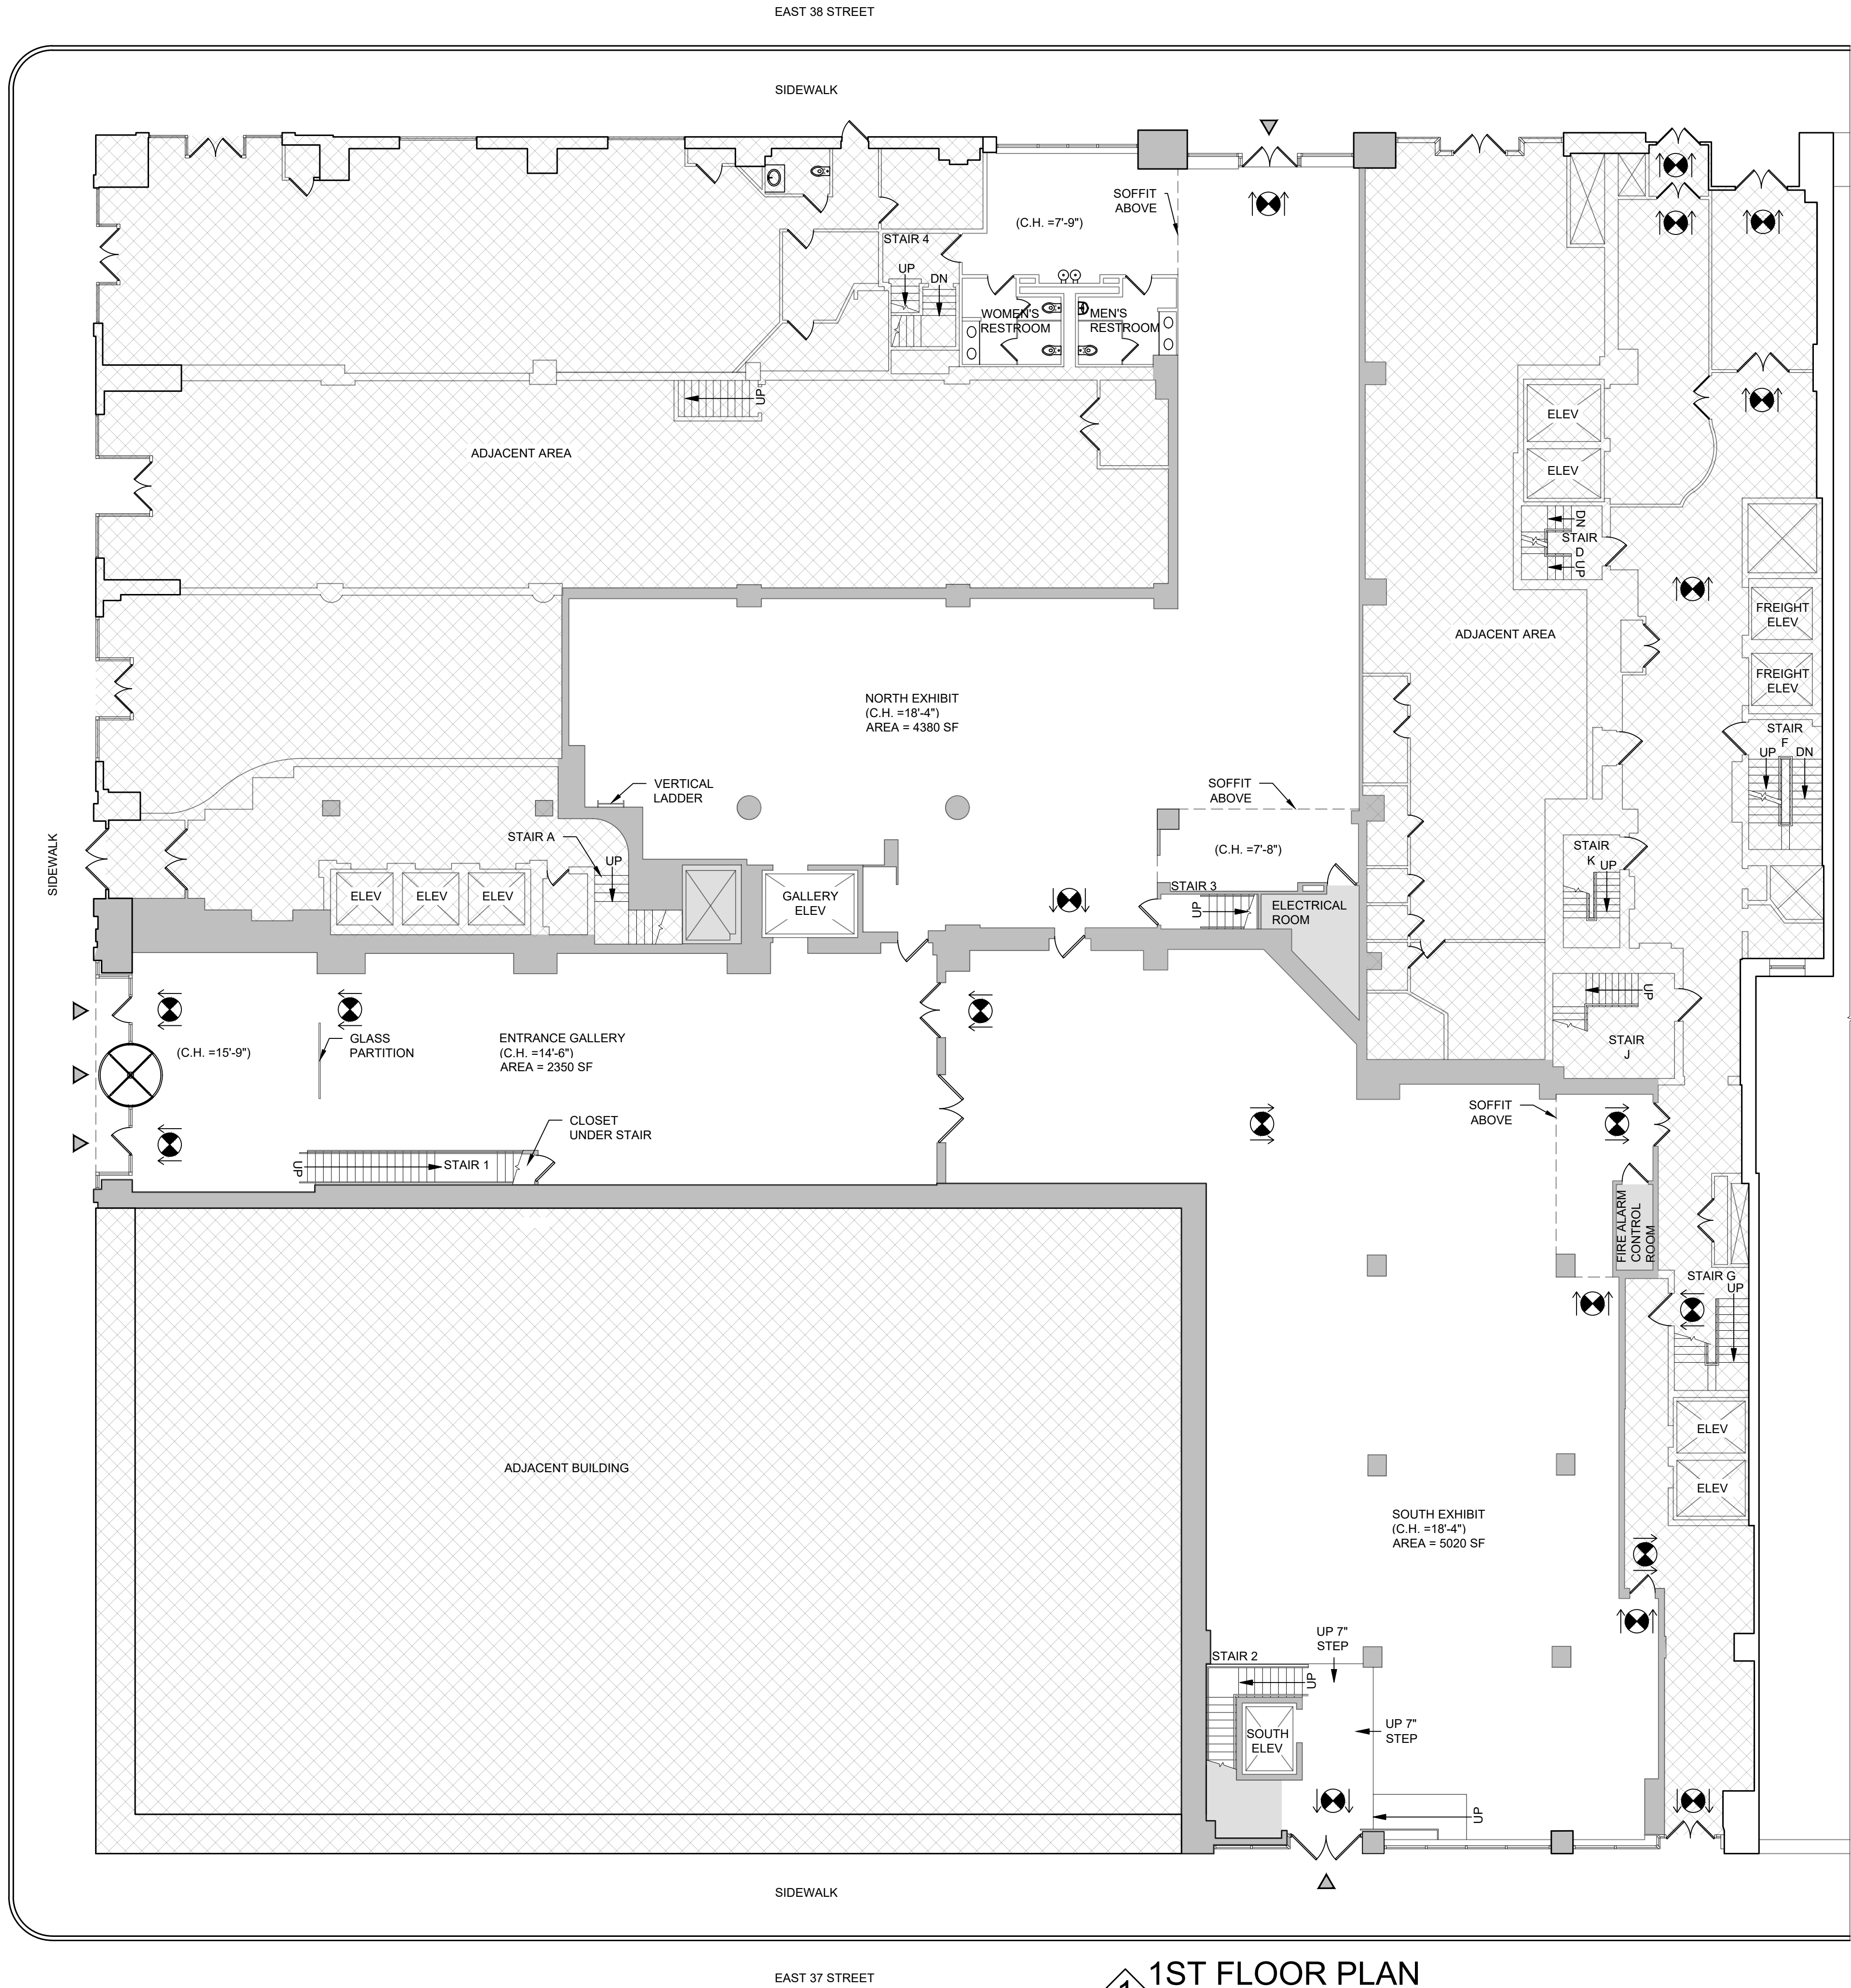 EAST 38 STREET
SIDEWALK
SOFFIT
ABOVE
(C.H. =7'-9")
STAIR 4
UP
DN
WOMEN'S
RESTROOM
MEN'S
RESTROOM
UP
ADJACENT AREA
ELEV
ELEV
DN
STAIR
D
UP
FREIGHT
ELEV
FREIGHT
ELEV
ADJACENT AREA
NORTH EXHIBIT
(C.H. =18'-4")
AREA = 4380 SF
STAIR
F
UP
DN
VERTICAL
LADDER
SOFFIT
ABOVE
STAIR A
UP
SIDEWALK
(C.H. =7'-8")
STAIR
K
UP
ELEV
ELEV
ELEV
GALLERY
ELEV
STAIR 3
UP
ELECTRICAL
ROOM
UP
STAIR
J
GLASS
PARTITION
ENTRANCE GALLERY
(C.H. =14'-6")
AREA = 2350 SF
(C.H. =15'-9")
CLOSET
UNDER STAIR
SOFFIT
ABOVE
UP
STAIR 1
FIRE ALARM
CONTROL
ROOM
STAIR G
UP
ELEV
ELEV
ADJACENT BUILDING
SOUTH EXHIBIT
(C.H. =18'-4")
AREA = 5020 SF
UP 7"
STEP
STAIR 2
UP
UP 7"
STEP
SOUTH
ELEV
UP
SIDEWALK
EAST 37 STREET
1
1ST FLOOR PLAN